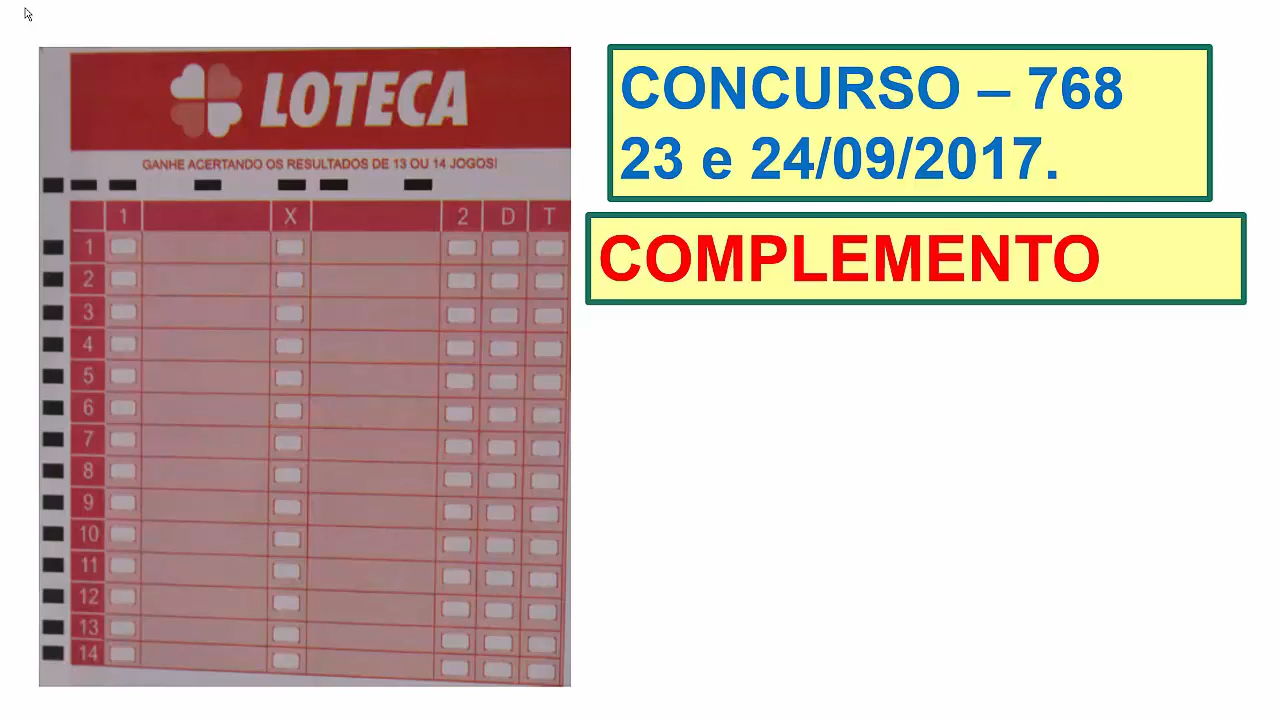 LOTECA
GANHE ACERTANDO OS RESULTADOS DE 13 OU 14 JOGOS!
1 X 2 D T
1
2
3
4
5
6
7
8
9
10
11
12
13
14
CONCURSO – 768
23 e 24/09/2017.
COMPLEMENTO